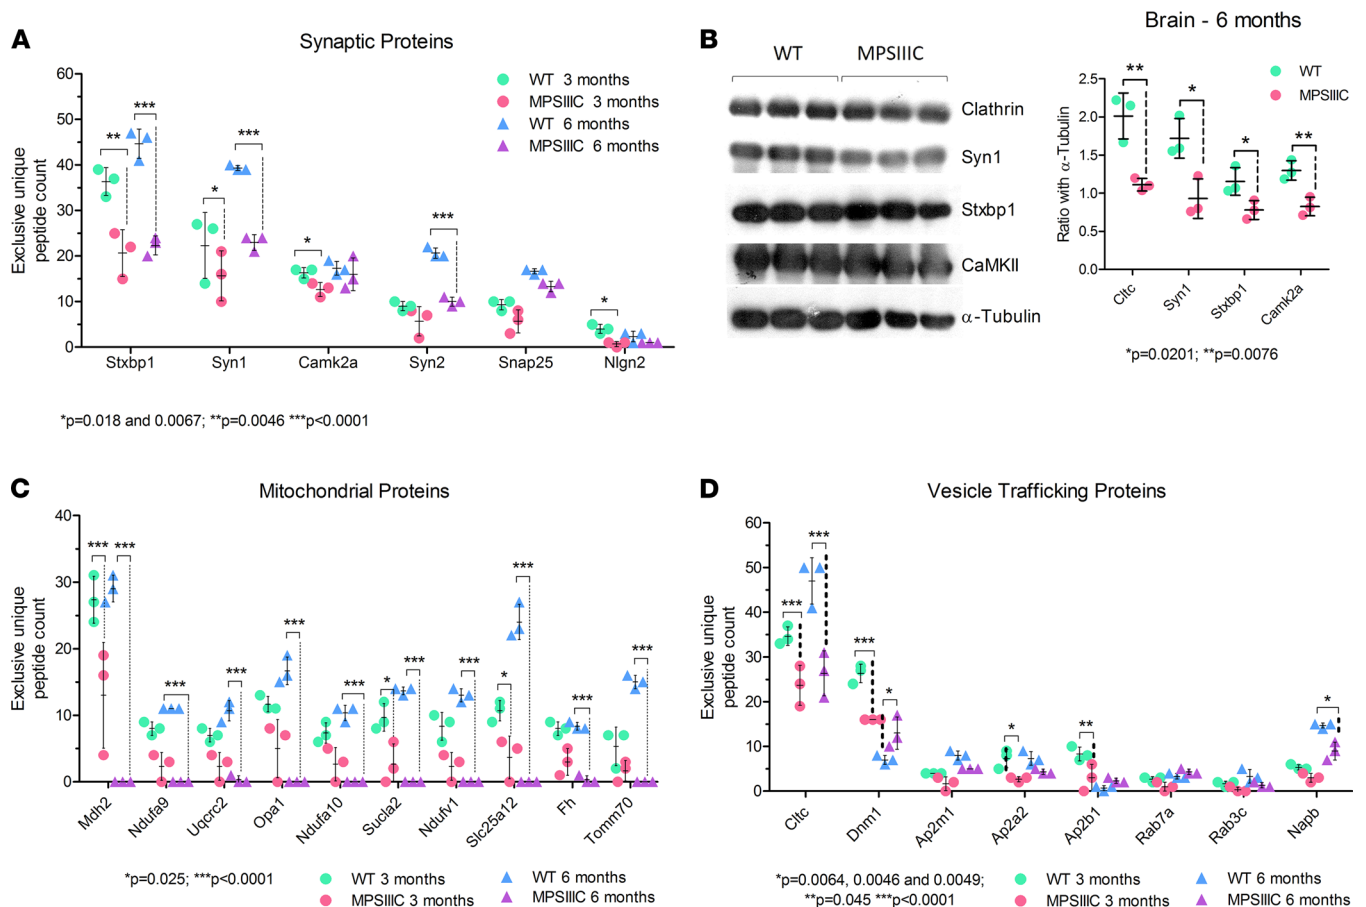 A
Synaptic Proteins
Exclusive unique
peptide count
60
50
40
30
20
10
0
WT 3 months
MPSIIIC 3 months
WT 6 months
MPSIIIC 6 months
** *** * *** * *** *
Stxbp1 Syn1 Camk2a Syn2 Snap25 Nlgn2
*p=0.018 and 0.0067; **p=0.0046 ***p<0.0001
B
WT MPSIIIC
Clathrin
Syn1
Stxbp1
CaMKII
α-Tubulin
Brain - 6 months
Ratio with α-Tubulin
2.5
2.0
1.5
1.0
0.5
0.0
WT
MPSIIIC
** * * **
Cltc Syn1 Stxbp1 Camk2a
*p=0.0201; **p=0.0076
C
Mitochondrial Proteins
Exclusive unique
peptide count
40
30
20
10
0
*** *** *** *** *** *** * *** *** * *** *** ***
Mdh2 Ndufa9 Uqcrc2 Opa1 Ndufa10 Sucla2 Ndufv1 Slc25a12 Fh Tomm70
*p=0.025; ***p<0.0001
WT 3 months
MPSIIIC 3 months
WT 6 months
MPSIIIC 6 months
D
Vesicle Trafficking Proteins
Exclusive unique
peptide count
60
50
40
30
20
10
0
*** *** *** * * ** *
Cltc Dnm1 Ap2m1 Ap2a2 Ap2b1 Rab7a Rab3c Napb
*p=0.0064, 0.0046 and 0.0049;
**p=0.045 ***p<0.0001
WT 3 months
MPSIIIC 3 months
WT 6 months
MPSIIIC 6 months